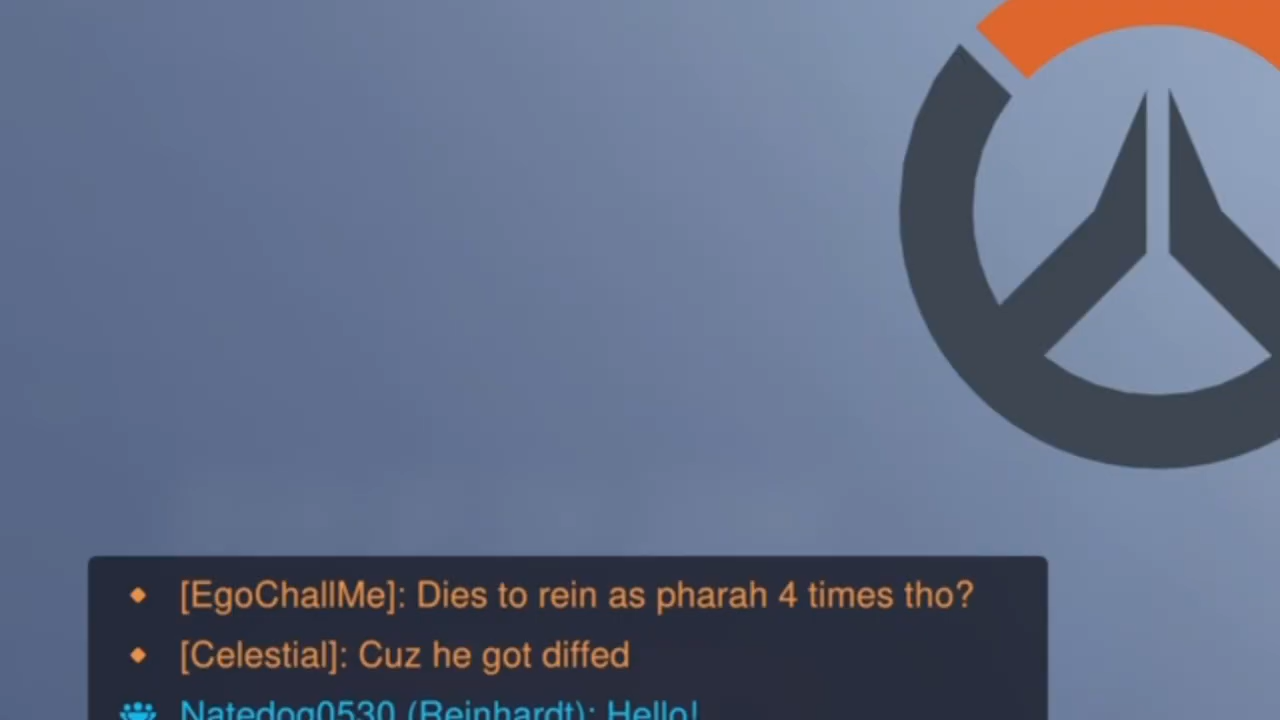 [EgoChallMe]: Dies to rein as pharah 4 times tho?
[Celestial]: Cuz he got diffed
Natedog0530 (Reinhardt): Hello!